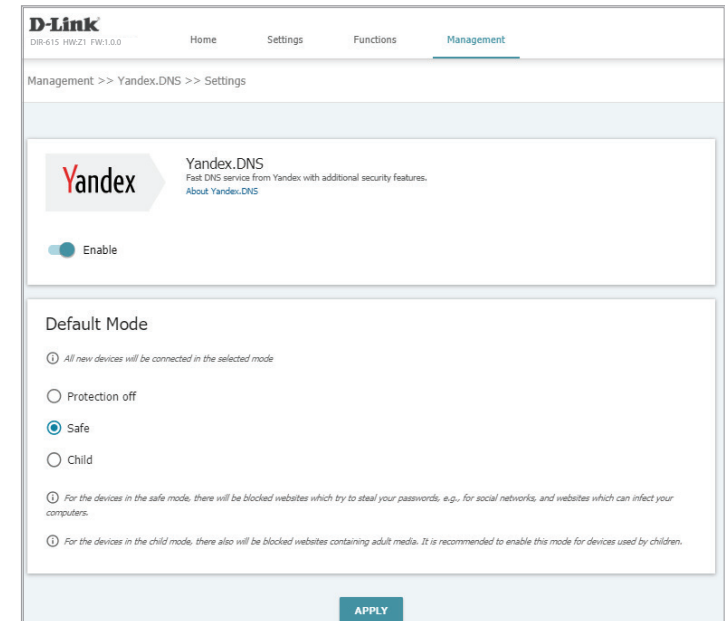 D-Link
DIR-615 HW:Z1 FW:1.0.0
Home Settings Functions Management
Management >> Yandex.DNS >> Settings
Yandex
Yandex.DNS
Fast DNS service from Yandex with additional security features.
About Yandex.DNS
Enable
Default Mode
All new devices will be connected in the selected mode
Protection off
Safe
Child
For the devices in the safe mode, there will be blocked websites which try to steal your passwords, e.g., for social networks, and websites which can infect your
computers.
For the devices in the child mode, there also will be blocked websites containing adult media. It is recommended to enable this mode for devices used by children.
APPLY